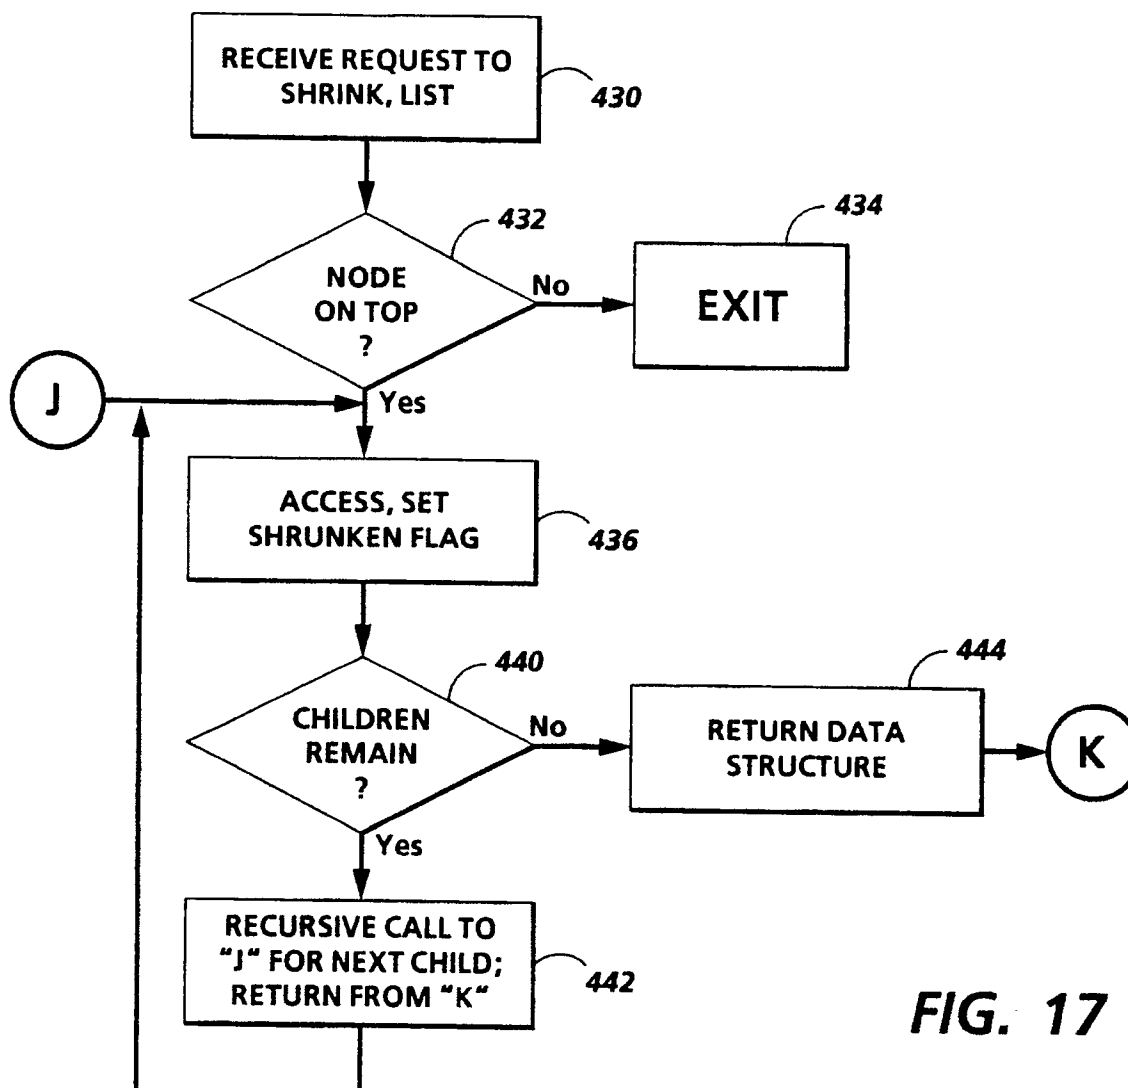 RECEIVE REQUEST TO
SHRINK, LIST
430
432
NODE
ON TOP
?
No
434
EXIT
J
Yes
ACCESS, SET
SHRUNKEN FLAG
436
440
CHILDREN
REMAIN
?
No
444
RETURN DATA
STRUCTURE
K
Yes
RECURSIVE CALL TO
"J" FOR NEXT CHILD;
RETURN FROM "K"
442
FIG. 17